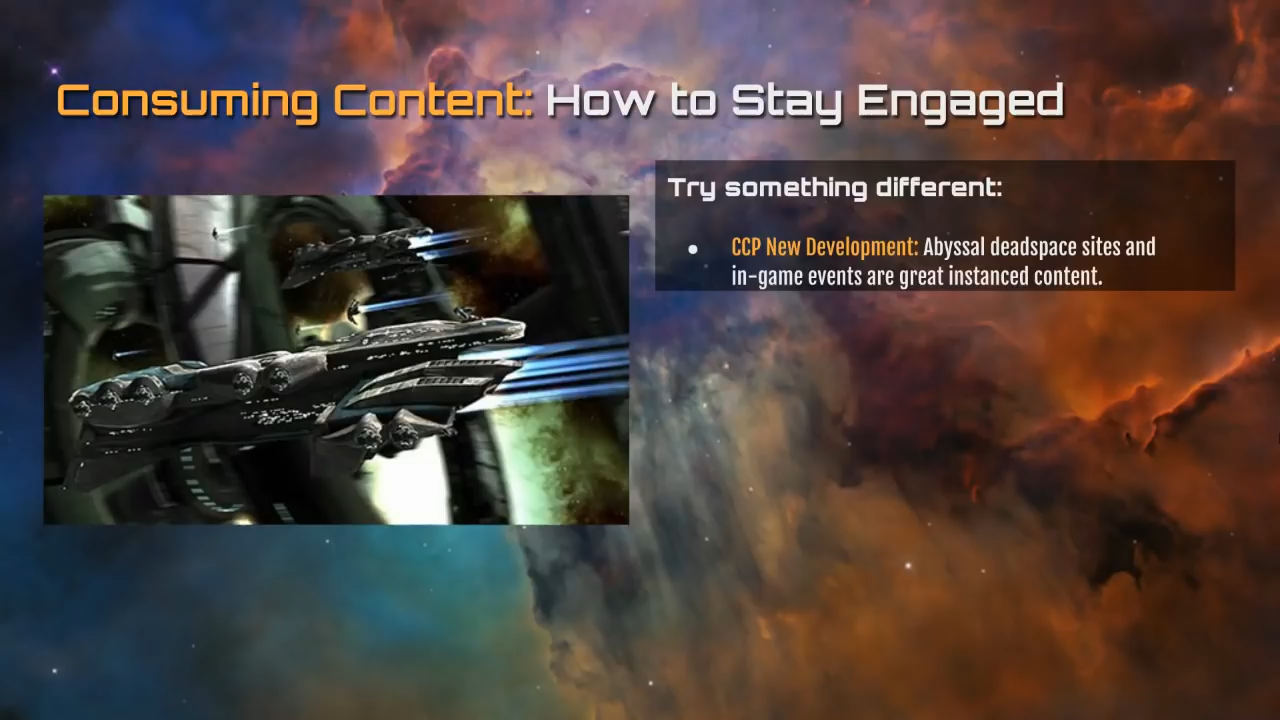 Consuming Content: How to Stay Engaged
Try something different:
● CCP New Development: Abyssal deadspace sites and
in-game events are great instanced content.